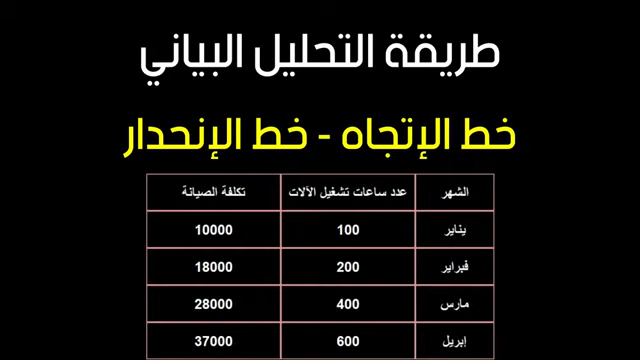 طريقة التحليل البياني
خط الإتجاه - خط الإنحدار
الشهر عدد ساعات تشغيل الآلات تكلفة الصيانة
يناير 100 10000
فبراير 200 18000
مارس 400 28000
إبريل 600 37000